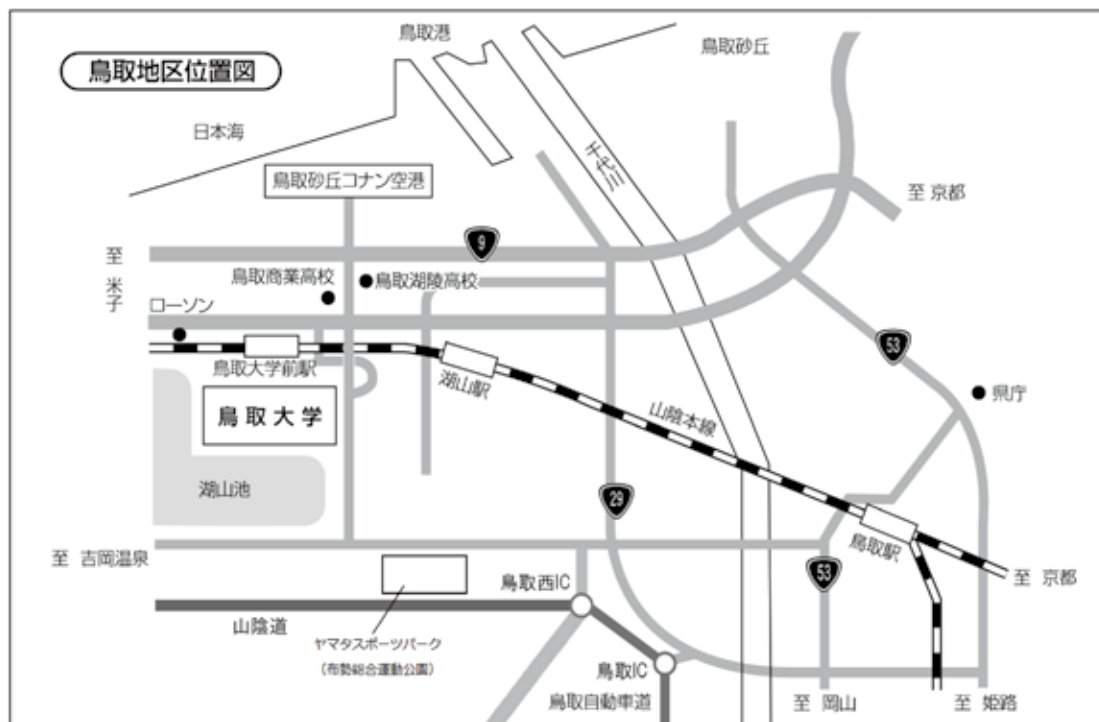 鳥取地区位置図
鳥取港
鳥取砂丘
日本海
千代川
鳥取砂丘コナン空港
至 京都
9
至 米子
鳥取商業高校
鳥取湖陵高校
ローソン
53
鳥取大学前駅
湖山駅
県庁
鳥取大学
山陰本線
湖山池
29
鳥取駅
至 吉岡温泉
鳥取西IC
53
至 京都
山陰道
ヤマタスポーツパーク
(布勢総合運動公園)
鳥取IC
鳥取自動車道
至 岡山
至 姫路